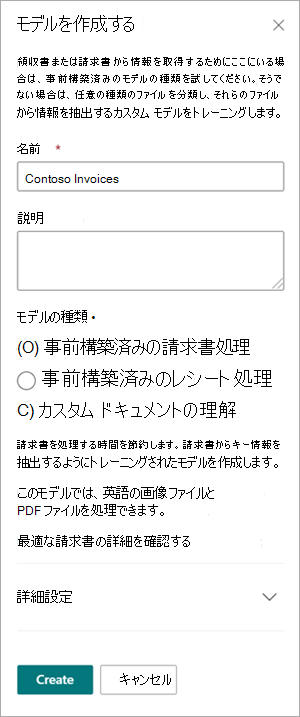 モデルを作成する
領収書または請求書から情報を取得するためにここにいる場
合は、事前構築済みのモデルの種類を試してください。そうで
ない場合は、任意の種類のファイルを分類し、それらのファイル
から情報を抽出するカスタム モデルをトレーニングします。
名前 *
Contoso Invoices
説明
モデルの種類•
(O) 事前構築済みの請求書処理
事前構築済みのレシート処理
C) カスタム ドキュメントの理解
請求書を処理する時間を節約します。請求書からキー情報を
抽出するようにトレーニングされたモデルを作成します。
このモデルでは、英語の画像ファイルと
PDF ファイルを処理できます。
最適な請求書の詳細を確認する
詳細設定
Create キャンセル